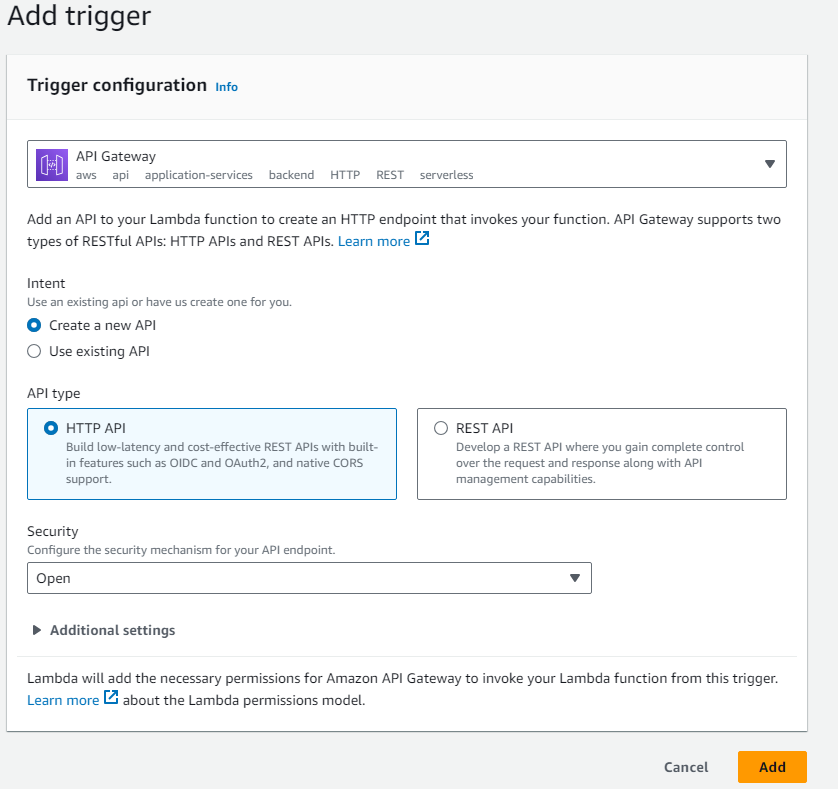 Add trigger
Trigger configuration Info
API Gateway
aws api application-services backend HTTP REST serverless
Add an API to your Lambda function to create an HTTP endpoint that invokes your function. API Gateway supports two
types of RESTful APIs: HTTP APIs and REST APIs. Learn more
Intent
Use an existing api or have us create one for you.
Create a new API
Use existing API
API type
HTTP API
Build low-latency and cost-effective REST APIs with built-
in features such as OIDC and OAuth2, and native CORS
support.
REST API
Develop a REST API where you gain complete control
over the request and response along with API
management capabilities.
Security
Configure the security mechanism for your API endpoint.
Open
Additional settings
Lambda will add the necessary permissions for Amazon API Gateway to invoke your Lambda function from this trigger.
Learn more about the Lambda permissions model.
Cancel Add